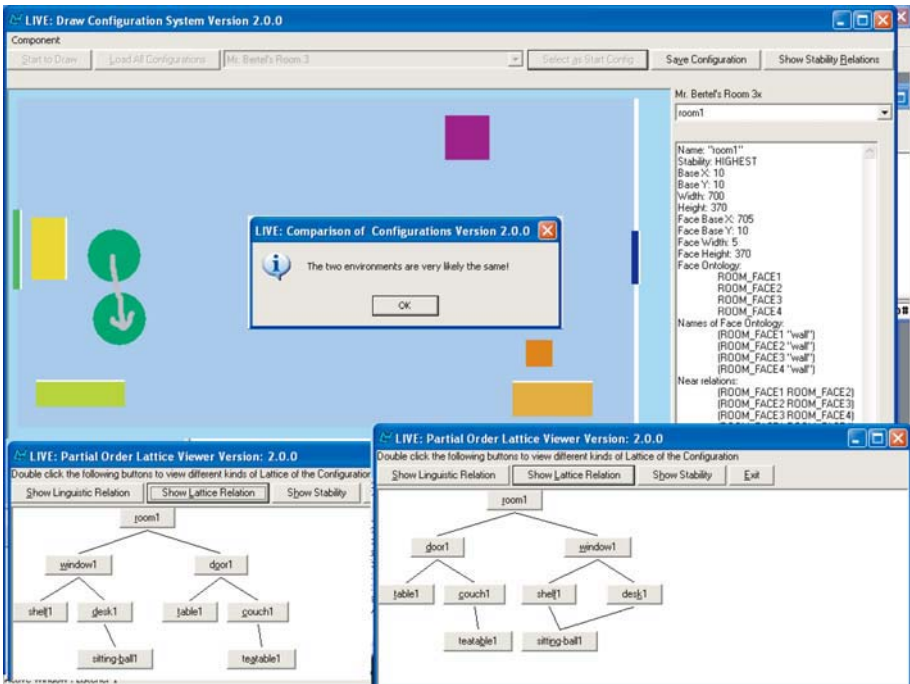 LIVE: Draw Configuration System Version 2.0.0
Component
Start to Draw
Load All Configurations
Mr. Bertel's Room 3
Select as Start Config
Save Configuration
Show Stability Relations
Mr. Bertel's Room 3x
room1
Name: "room1"
Stability: HIGHEST
Base X: 10
Base Y: 10
Width: 700
Height: 370
Face Base X: 705
Face Base Y: 10
Face Width: 5
Face Height: 370
Face Ontology:
ROOM_FACE1
ROOM_FACE2
ROOM_FACE3
ROOM_FACE4
Names of Face Ontology:
(ROOM_FACE1 "wall")
(ROOM_FACE2 "wall")
(ROOM_FACE3 "wall")
(ROOM_FACE4 "wall")
Near relations:
(ROOM_FACE1 ROOM_FACE2)
(ROOM_FACE2 ROOM_FACE3)
(ROOM_FACE3 ROOM_FACE4)
LIVE: Comparison of Configurations Version 2.0.0
The two environments are very likely the same!
OK
LIVE: Partial Order Lattice Viewer Version: 2.0.0
Double click the following buttons to view different kinds of Lattice of the Configuration
Show Linguistic Relation
Show Lattice Relation
Show Stability
room1
window1
door1
shelf1
desk1
table1
couch1
sitting-ball1
teatable1
LIVE: Partial Order Lattice Viewer Version: 2.0.0
Double click the following buttons to view different kinds of Lattice of the Configuration
Show Linguistic Relation
Show Lattice Relation
Show Stability
Exit
room1
door1
window1
table1
couch1
shelf1
desk1
teatable1
sitting-ball1